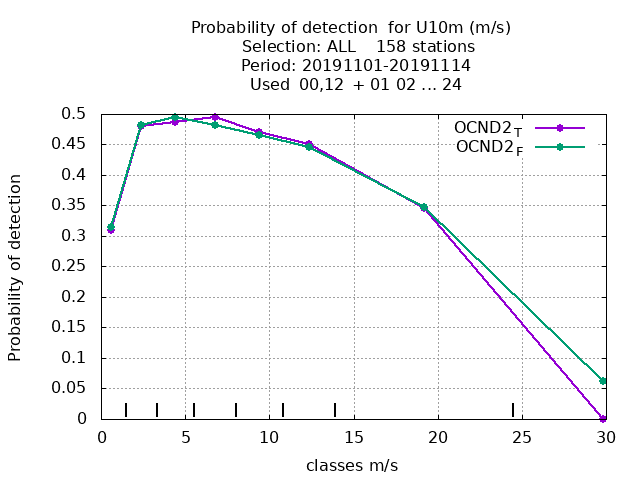 Probability of detection for U10m (m/s)
Selection: ALL 158 stations
Period: 20191101-20191114
Used 00,12 + 01 02 ... 24
OCND2T
OCND2F
0.5
0.45
0.4
0.35
0.3
0.25
0.2
0.15
0.1
0.05
0
Probability of detection
0 5 10 15 20 25 30
classes m/s